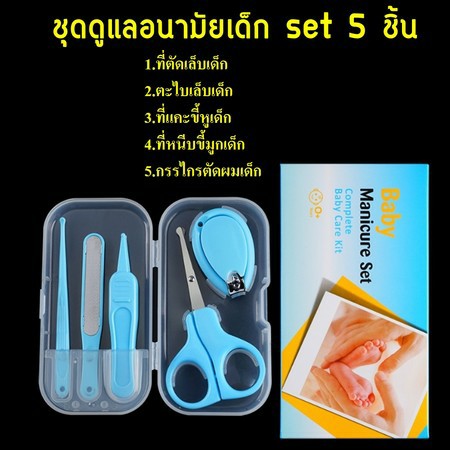 ชุดดูแลอนามัยเด็ก set 5 ชิ้น
1.ที่ตัดเล็บเด็ก
2.ตะไบเล็บเด็ก
3.ที่แคะขี้หูเด็ก
4.ที่หนีบขี้มูกเด็ก
5.กรรไกรตัดผมเด็ก
Baby
Manicure Set
Complete
Baby Care Kit